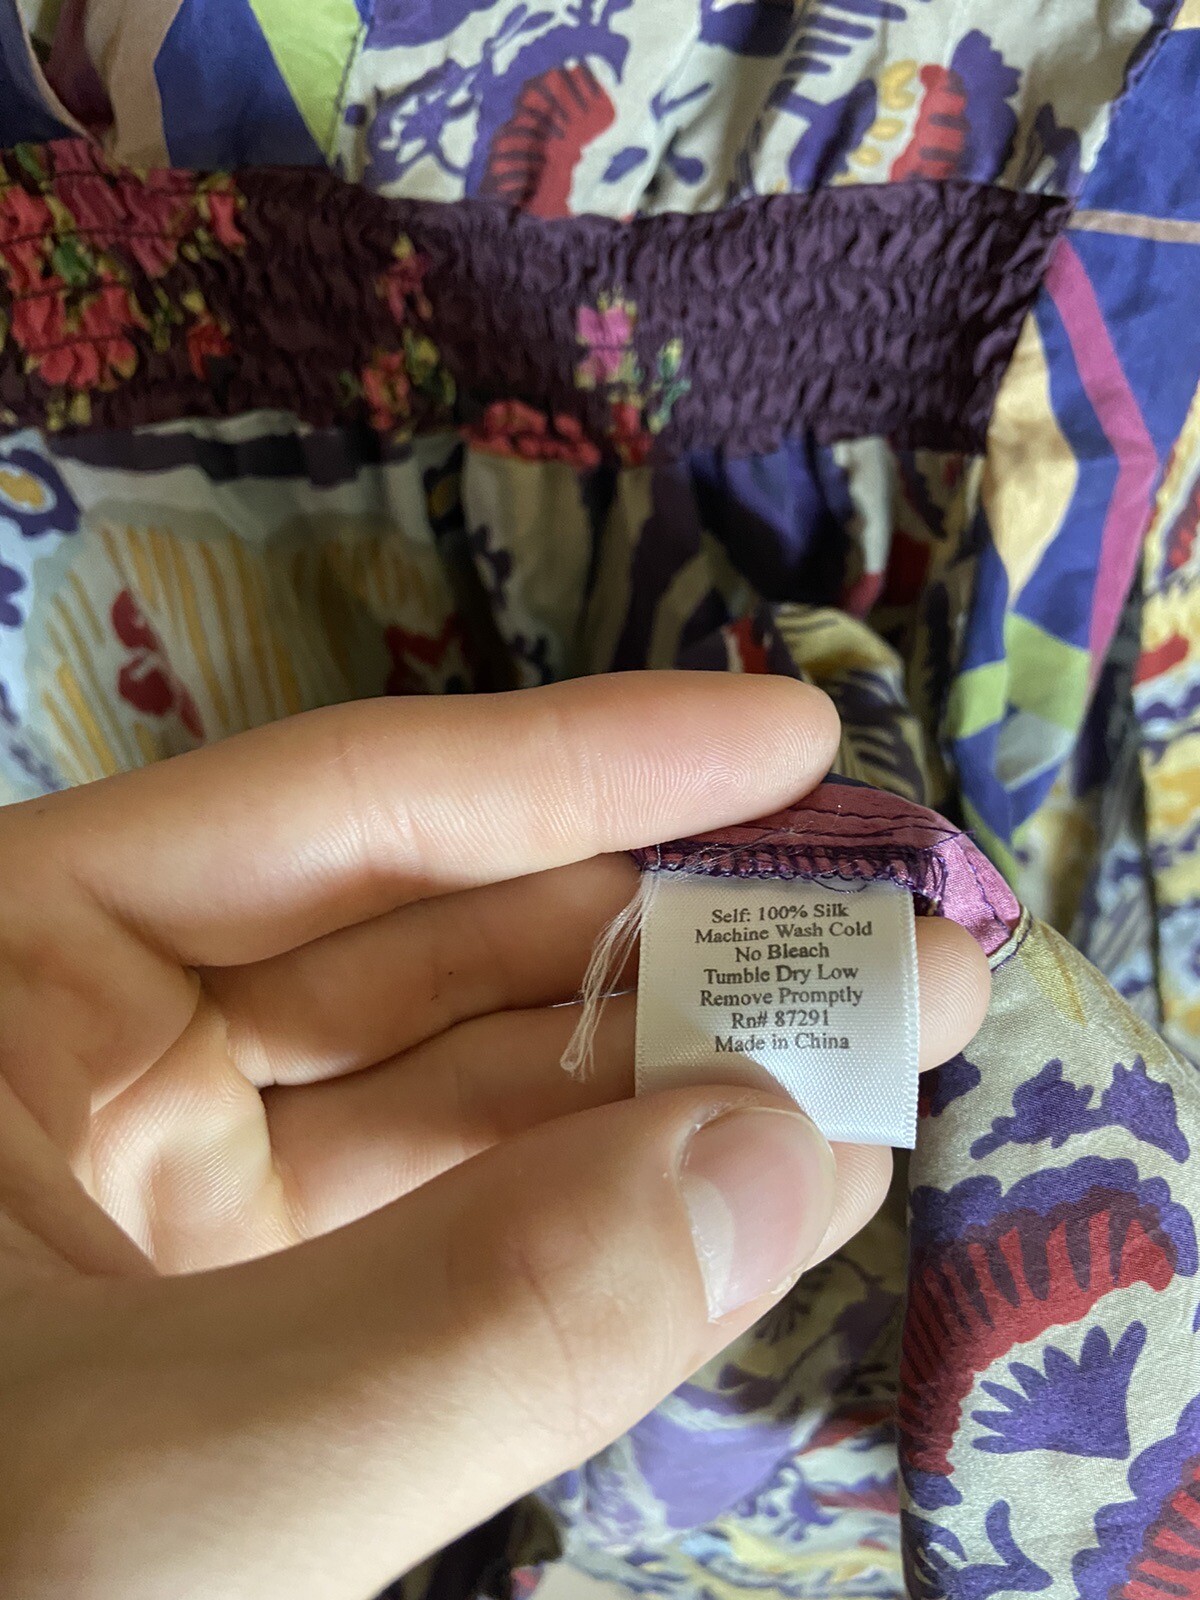 Self: 100% Silk
Machine Wash Cold
No Bleach
Tumble Dry Low
Remove Promptly
Rn# 87291
Made in China